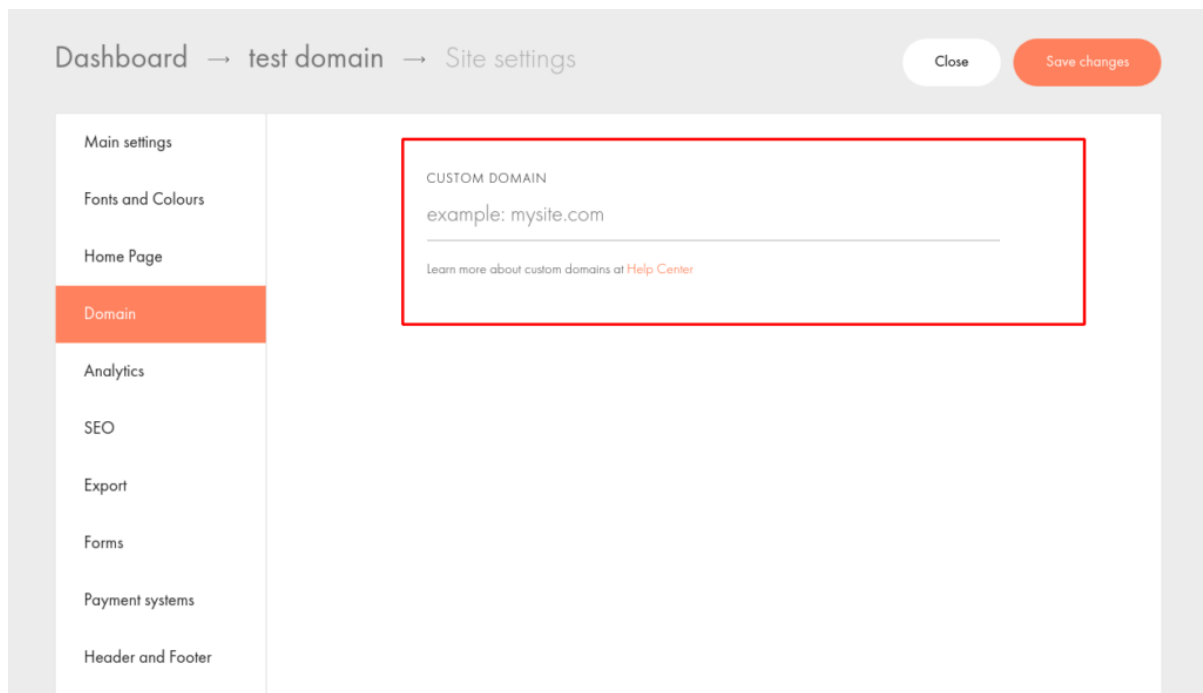 Dashboard → test domain → Site settings
Close
Save changes
Main settings
Fonts and Colours
Home Page
Domain
Analytics
SEO
Export
Forms
Payment systems
Header and Footer
CUSTOM DOMAIN
example: mysite.com
Learn more about custom domains at Help Center